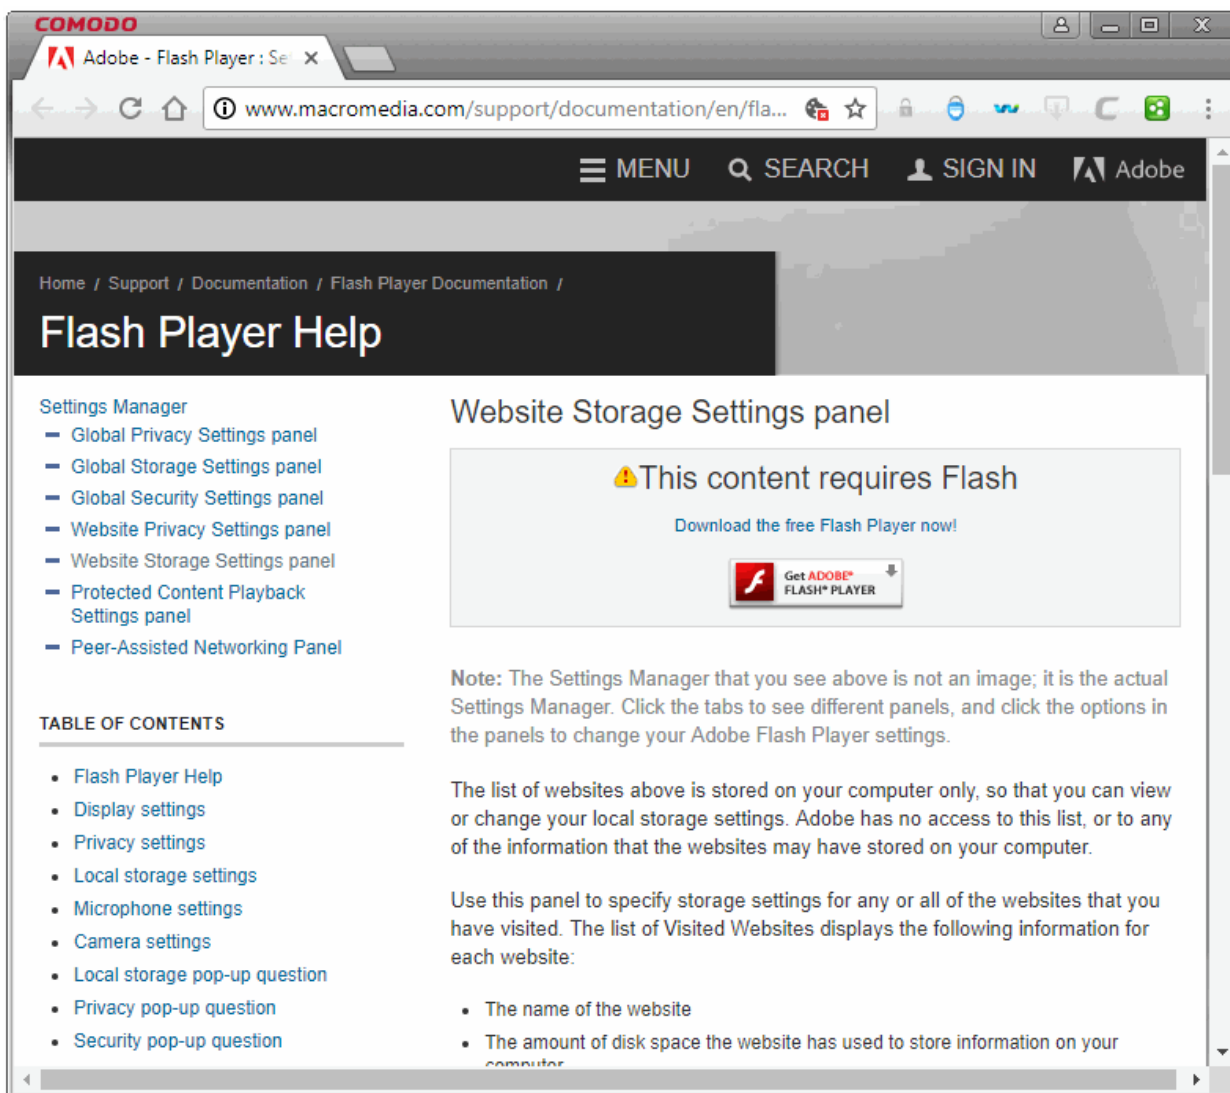 COMODO
Adobe - Flash Player : Se
www.macromedia.com/support/documentation/en/fla...
MENU SEARCH SIGN IN Adobe
Home / Support / Documentation / Flash Player Documentation /
Flash Player Help
Settings Manager
Global Privacy Settings panel
Global Storage Settings panel
Global Security Settings panel
Website Privacy Settings panel
Website Storage Settings panel
Protected Content Playback
Settings panel
Peer-Assisted Networking Panel
TABLE OF CONTENTS
Flash Player Help
Display settings
Privacy settings
Local storage settings
Microphone settings
Camera settings
Local storage pop-up question
Privacy pop-up question
Security pop-up question
Website Storage Settings panel
This content requires Flash
Download the free Flash Player now!
Get ADOBE®
FLASH® PLAYER
Note: The Settings Manager that you see above is not an image; it is the actual
Settings Manager. Click the tabs to see different panels, and click the options in
the panels to change your Adobe Flash Player settings.
The list of websites above is stored on your computer only, so that you can view
or change your local storage settings. Adobe has no access to this list, or to any
of the information that the websites may have stored on your computer.
Use this panel to specify storage settings for any or all of the websites that you
have visited. The list of Visited Websites displays the following information for
each website:
The name of the website
The amount of disk space the website has used to store information on your
computer